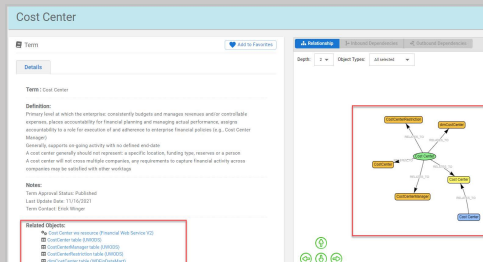 Cost Center
Term
Add to Favorites
Details
Term : Cost Center
Definition:
Primary level at which the enterprise: consistently budgets and manages revenues and/or controllable
expenses, places accountability for financial planning and managing actual performance, assigns
accountability to a role for execution of and adherence to enterprise financial policies (e.g., Cost Center
Manager)
Generally, supports on-going activity with no defined end-date
A cost center generally should not represent: a specific location, funding type, reserves or a person
A cost center will not cross multiple companies, any requirements to capture financial activity across
companies may be satisfied with other worktags
Notes:
Term Approval Status: Published
Last Update Date: 11/16/2021
Term Contact: Erick Winger
Related Objects:
Cost Center on resource (Financial Web Service V2)
CostCenter table (UWODS)
CostCenterManager table (UWODS)
CostCenterRestriction table (UWODS)
Relationship
Inbound Dependencies
Outbound Dependencies
Depth: 2
Object Types: All selected
CostCenterRestriction
dimCostCenter
RELATED_TO
RELATED_TO
Cost Center
CostCenter
Cost Center
CostCenterManager
Cost Center